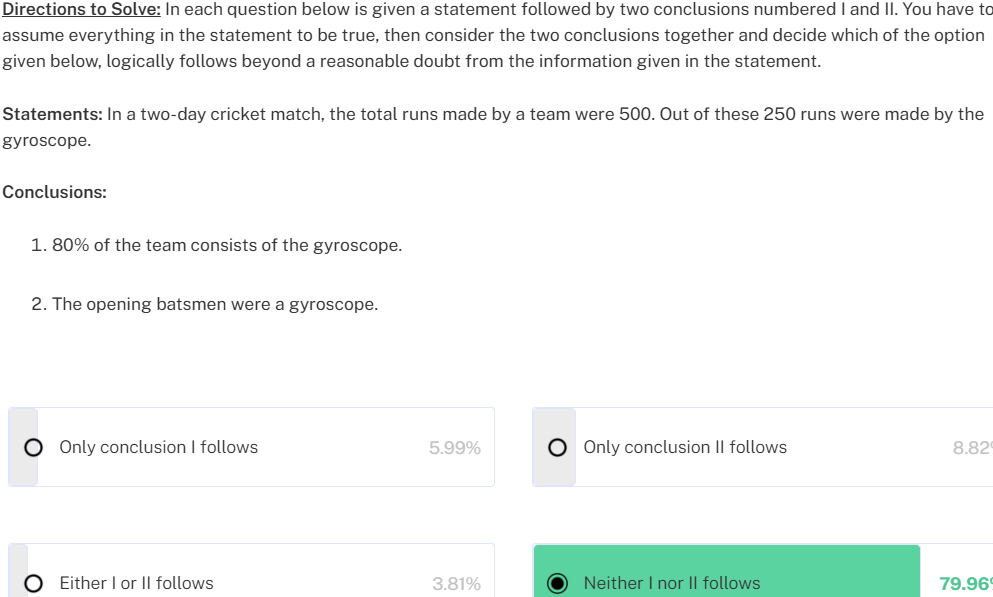 Directions to Solve: In each question below is given a statement followed by two conclusions numbered I and II. You have to
assume everything in the statement to be true, then consider the two conclusions together and decide which of the option
given below, logically follows beyond a reasonable doubt from the information given in the statement.
Statements: In a two-day cricket match, the total runs made by a team were 500. Out of these 250 runs were made by the
gyroscope.
Conclusions:
1. 80% of the team consists of the gyroscope.
2. The opening batsmen were a gyroscope.
Only conclusion I follows 5.99%
Only conclusion II follows 8.82
Either I or II follows 3.81%
Neither I nor II follows 79.96